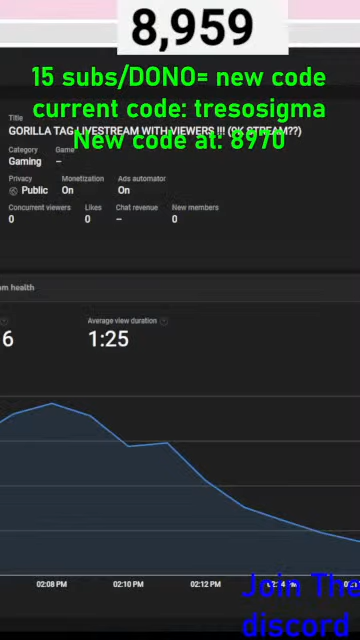 8,959
15 subs/DONO= new code
current code: tresosigma
New code at: 8970
Title
GORILLA TAG LIVESTREAM WITH VIEWERS !!! (9K STREAM??)
Category Game
Gaming –
Privacy Monetization Ads automator
Public On On
Concurrent viewers Likes Chat revenue New members
0 0 – 0
am health
Average view duration
6 1:25
02:08 PM 02:10 PM 02:12 PM
Join The
discord